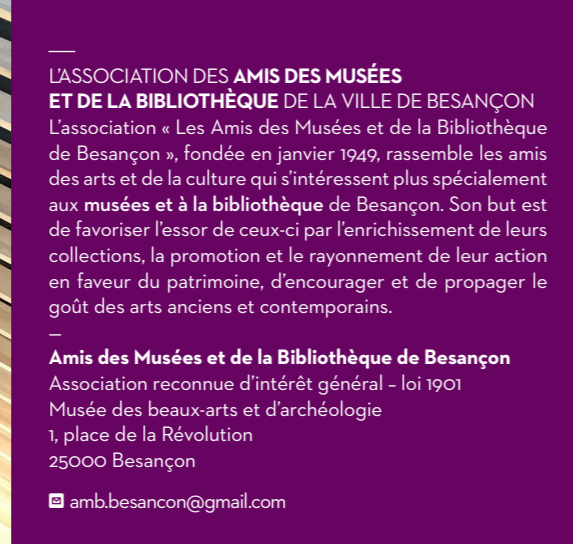 L'ASSOCIATION DES AMIS DES MUSÉES
ET DE LA BIBLIOTHÈQUE DE LA VILLE DE BESANÇON
L'association « Les Amis des Musées et de la Bibliothèque
de Besançon », fondée en janvier 1949, rassemble les amis
des arts et de la culture qui s'intéressent plus spécialement
aux musées et à la bibliothèque de Besançon. Son but est
de favoriser l'essor de ceux-ci par l'enrichissement de leurs
collections, la promotion et le rayonnement de leur action
en faveur du patrimoine, d'encourager et de propager le
goût des arts anciens et contemporains.
—
Amis des Musées et de la Bibliothèque de Besançon
Association reconnue d'intérêt général – loi 1901
Musée des beaux-arts et d'archéologie
1, place de la Révolution
25000 Besançon
amb.besancon@gmail.com